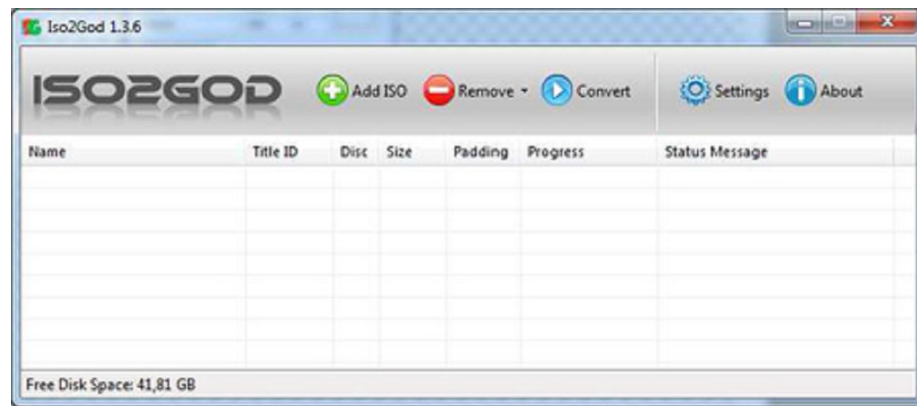 Iso2God 1.3.6
ISO2GOD Add ISO Remove Convert Settings About
Name Title ID Disc Size Padding Progress Status Message
Free Disk Space: 41,81 GB